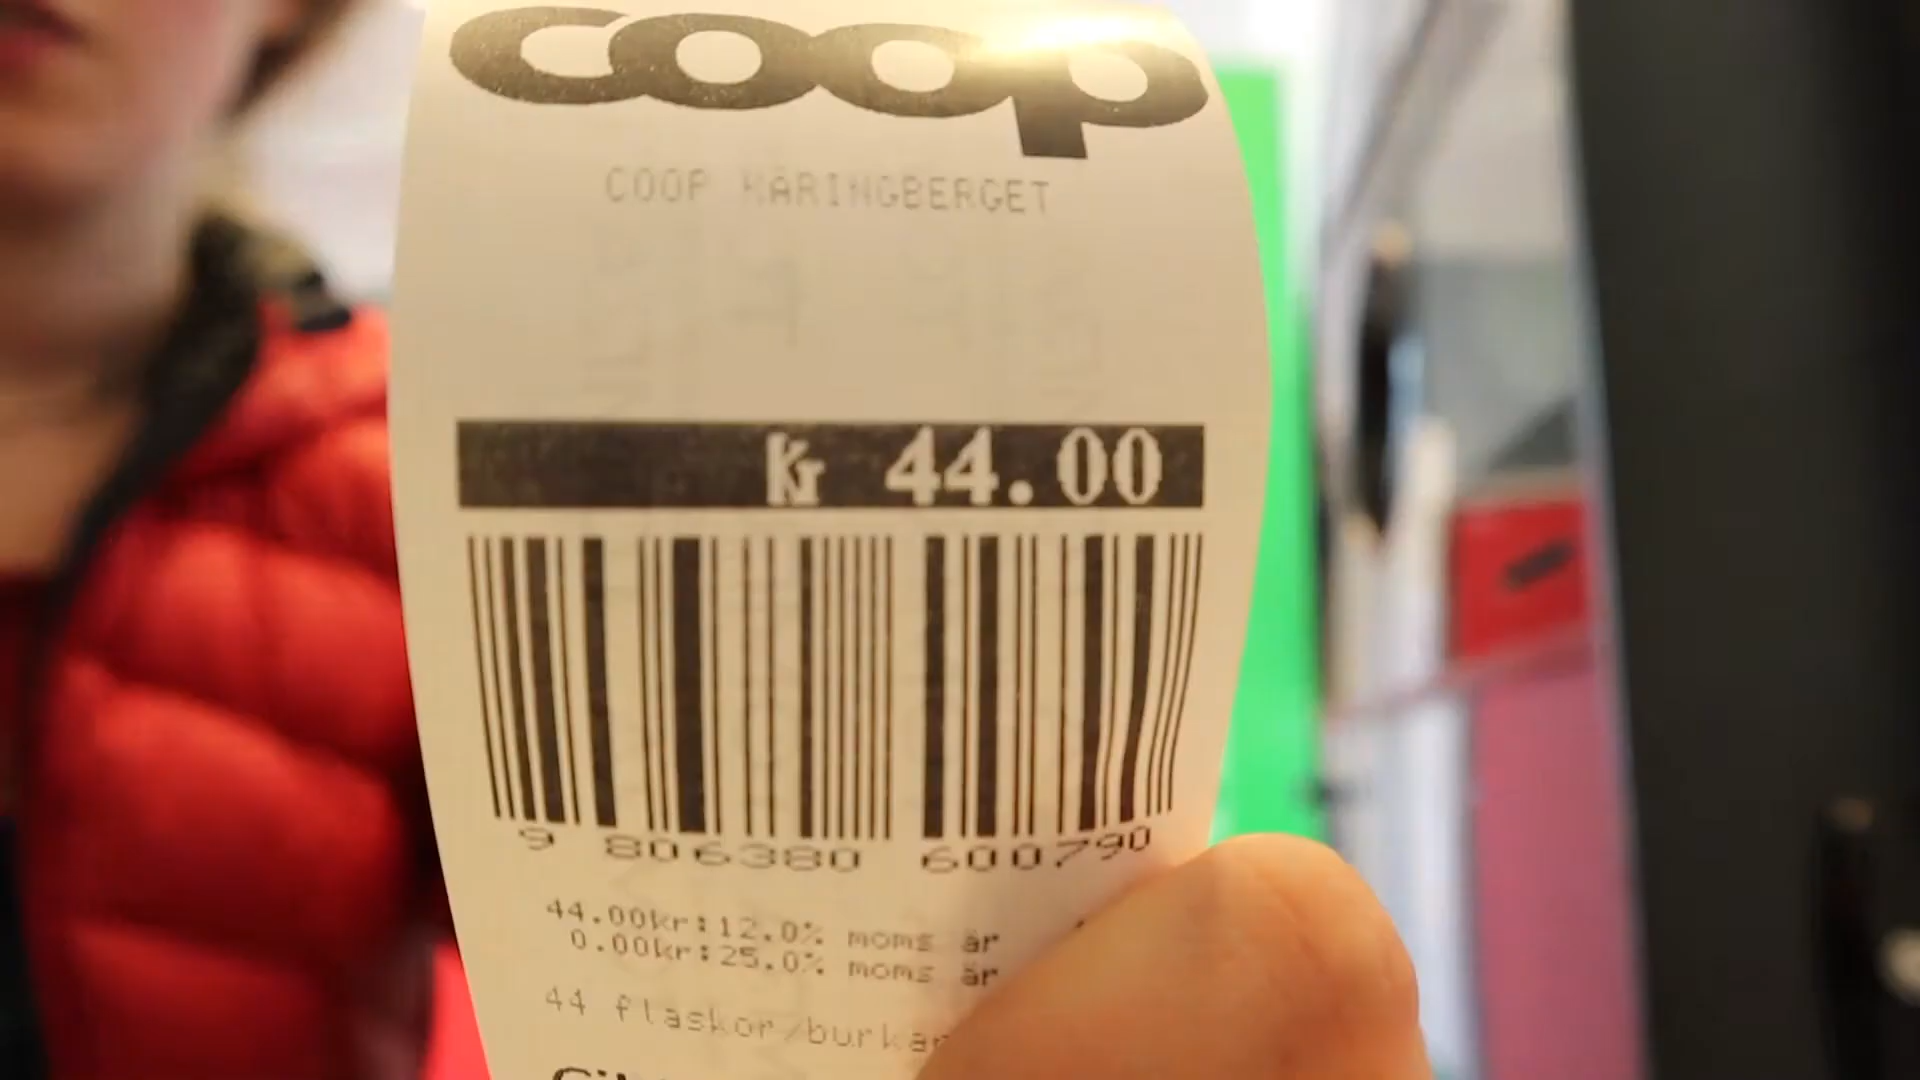 coop
COOP KÄRINGBERGET
Kr 44.00
9 806380 600790
44.00kr:12.0% moms är
0.00kr:25.0% moms är
44 flaskor/burkar